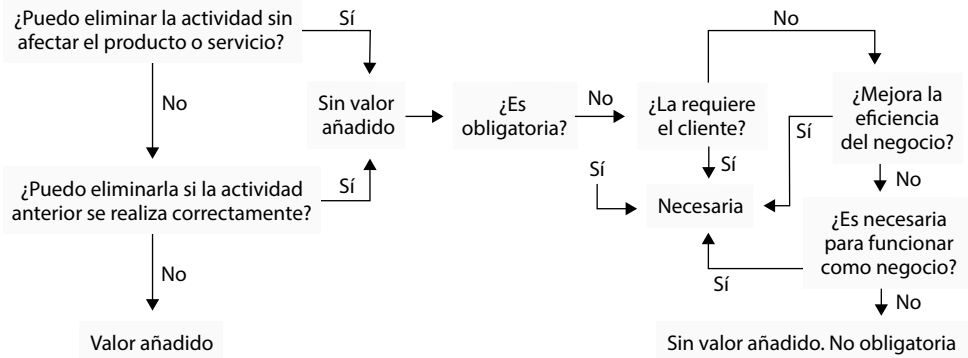 ¿Puedo eliminar la actividad sin
afectar el producto o servicio?
Sí
No
¿Puedo eliminarla si la actividad
anterior se realiza correctamente?
Sí
No
Valor añadido
Sin valor
añadido
¿Es
obligatoria?
No
Sí
¿La requiere
el cliente?
No
Sí
Necesaria
¿Mejora la
eficiencia
del negocio?
Sí
No
¿Es necesaria
para funcionar
como negocio?
Sí
No
Sin valor añadido. No obligatoria